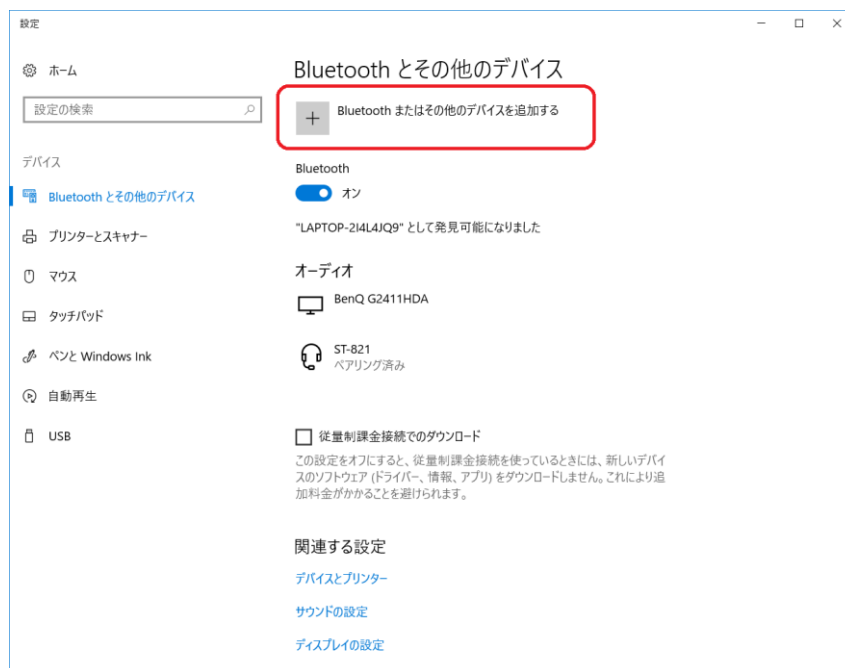 設定
ホーム
設定の検索
デバイス
Bluetooth とその他のデバイス
プリンターとスキャナー
マウス
タッチパッド
ペンと Windows Ink
自動再生
USB
Bluetooth とその他のデバイス
Bluetooth またはその他のデバイスを追加する
Bluetooth
オン
"LAPTOP-2I4L4JQ9" として発見可能になりました
オーディオ
BenQ G2411HDA
ST-821
ペアリング済み
従量制課金接続でのダウンロード
この設定をオフにすると、従量制課金接続を使っているときには、新しいデバイ
スのソフトウェア (ドライバー、情報、アプリ) をダウンロードしません。これにより追
加料金がかかることを避けられます。
関連する設定
デバイスとプリンター
サウンドの設定
ディスプレイの設定